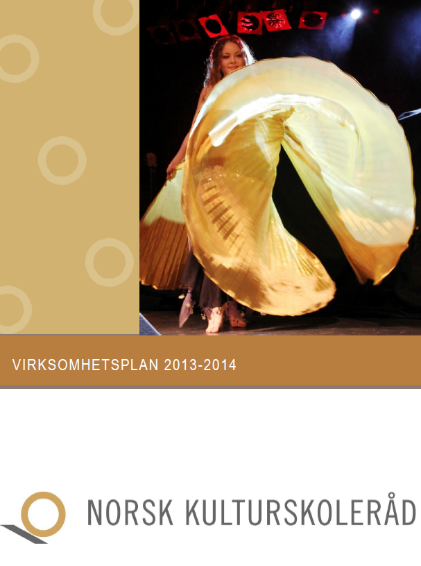 VIRKSOMHETSPLAN 2013-2014
NORSK KULTURSKOLERÅD